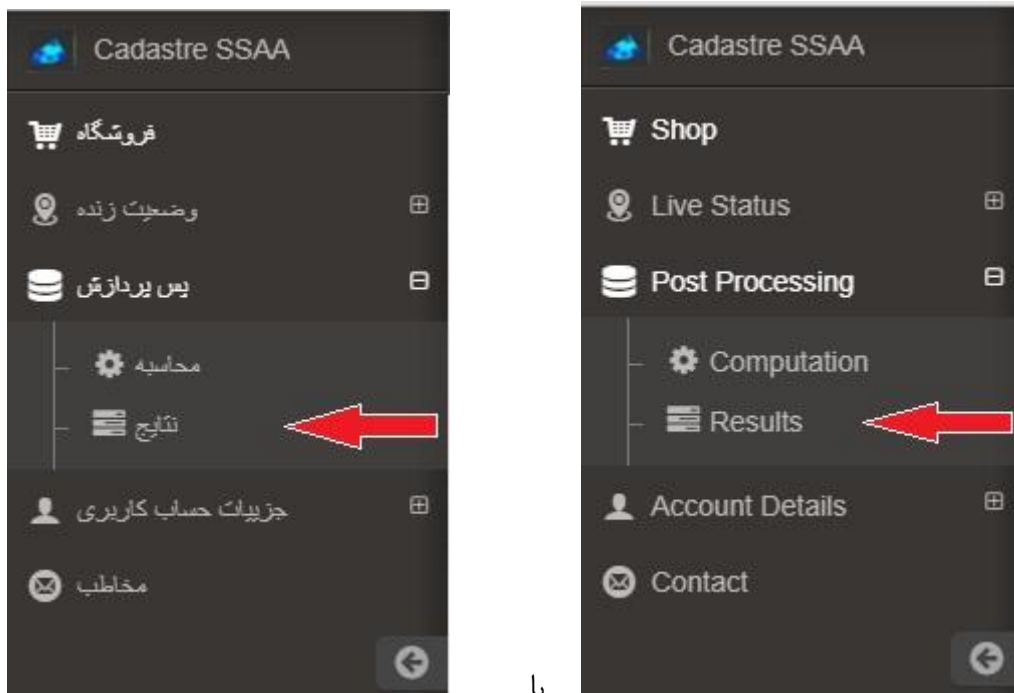 Cadastre SSAA
فروشگاه
وضعیت زنده
پس پردازش
محاسبه
نتایج
جزییات حساب کاربری
مخاطب
یا
Cadastre SSAA
Shop
Live Status
Post Processing
Computation
Results
Account Details
Contact